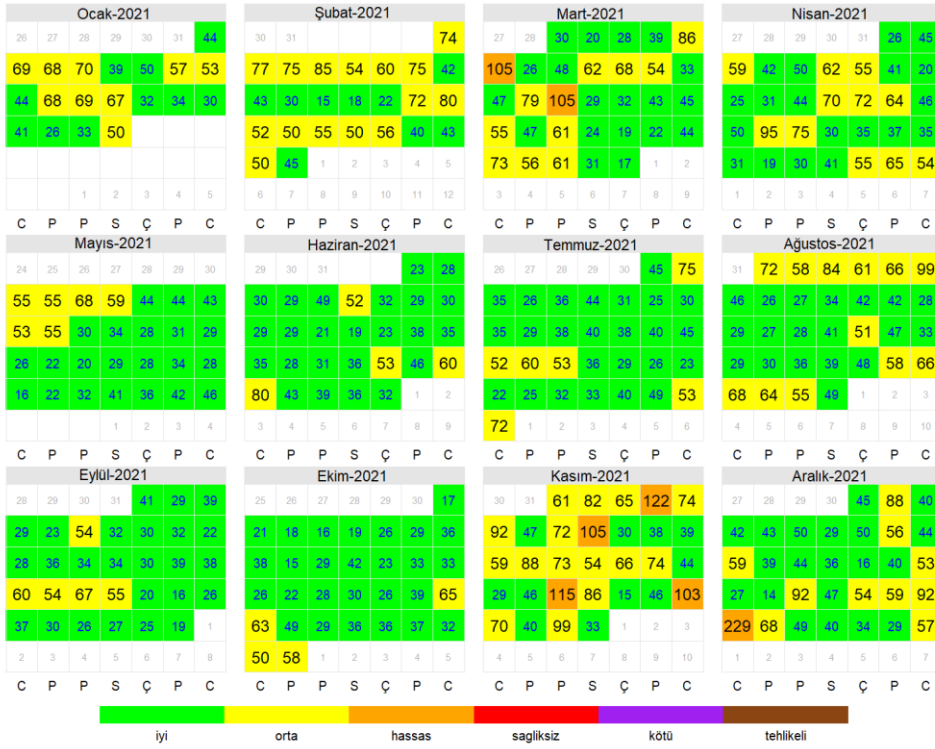 Ocak-2021
26 27 28 29 30 31 44
69 68 70 39 50 57 53
44 68 69 67 32 34 30
41 26 33 50
1 2 3 4 5
C P P S Ç P C
Şubat-2021
30 31 74
77 75 85 54 60 75 42
43 30 15 18 22 72 80
52 50 55 50 56 40 43
50 45 1 2 3 4 5
6 7 8 9 10 11 12
C P P S Ç P C
Mart-2021
27 28 30 20 28 39 86
105 26 48 62 68 54 33
47 79 105 29 32 43 45
55 47 61 24 19 22 44
73 56 61 31 17 1 2
3 4 5 6 7 8 9
C P P S Ç P C
Nisan-2021
27 28 29 30 31 26 45
59 42 50 62 55 41 20
25 31 44 70 72 64 46
50 95 75 30 35 37 35
31 19 30 41 55 65 54
1 2 3 4 5 6 7
C P P S Ç P C
Mayıs-2021
24 25 26 27 28 29 30
55 55 68 59 44 44 43
53 55 30 34 28 31 29
26 22 20 29 28 34 28
16 22 32 41 36 42 46
1 2 3 4
C P P S Ç P C
Haziran-2021
29 30 31 23 28
30 29 49 52 32 29 30
29 29 21 19 23 38 35
35 28 31 36 53 46 60
80 43 39 36 32 1 2
3 4 5 6 7 8 9
C P P S Ç P C
Temmuz-2021
26 27 28 29 30 45 75
35 26 36 44 31 25 30
35 29 38 40 38 40 45
52 60 53 36 29 26 23
22 25 32 33 40 49 53
72 1 2 3 4 5 6
C P P S Ç P C
Ağustos-2021
31 72 58 84 61 66 99
46 26 27 34 42 42 28
29 27 28 41 51 47 33
29 30 36 39 48 58 66
68 64 55 49 1 2 3
4 5 6 7 8 9 10
C P P S Ç P C
Eylül-2021
28 29 30 31 41 29 39
29 23 54 32 30 32 22
28 36 34 34 30 39 38
60 54 67 55 20 16 26
37 30 26 27 25 19 1
2 3 4 5 6 7 8
C P P S Ç P C
Ekim-2021
25 26 27 28 29 30 17
21 18 16 19 26 29 36
38 15 29 42 23 33 33
26 22 28 30 26 39 65
63 49 29 36 36 37 32
50 58 1 2 3 4 5
C P P S Ç P C
Kasım-2021
30 31 61 82 65 122 74
92 47 72 105 30 38 39
59 88 73 54 66 74 44
29 46 115 86 15 46 103
70 40 99 33 1 2 3
4 5 6 7 8 9 10
C P P S Ç P C
Aralık-2021
27 28 29 30 45 88 40
42 43 50 29 50 56 44
59 39 44 36 16 40 53
27 14 92 47 54 59 92
229 68 49 40 34 29 57
1 2 3 4 5 6 7
C P P S Ç P C
iyi orta hassas sagliksiz kötü tehlikeli